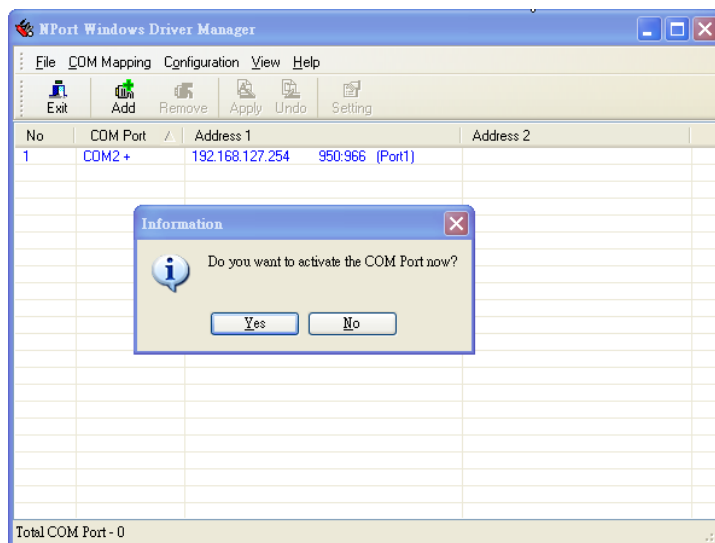 NPort Windows Driver Manager
File COM Mapping Configuration View Help
Exit Add Remove Apply Undo Setting
No COM Port Address 1 Address 2
1 COM2 + 192.168.127.254 950:966 (Port1)
Information
Do you want to activate the COM Port now?
Yes No
Total COM Port - 0